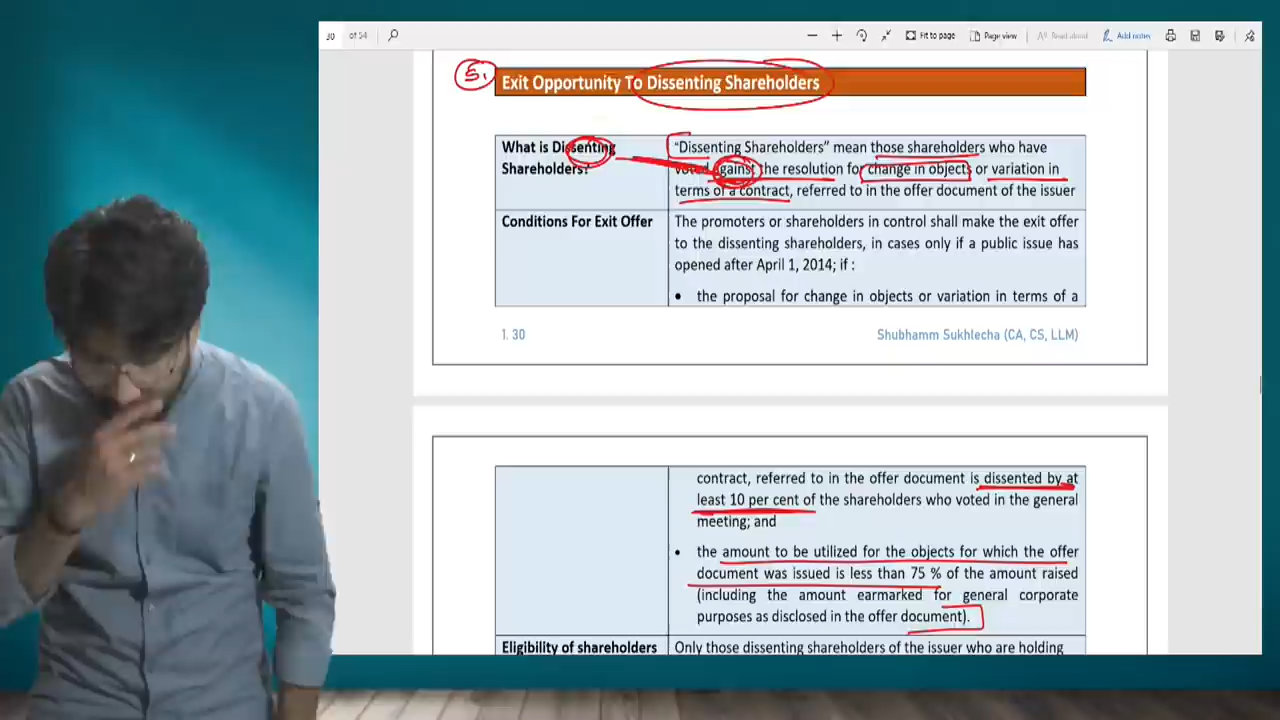 30 of 54
Fit to page
Page view
Read aloud
Add notes
5.
Exit Opportunity To Dissenting Shareholders
What is Dissenting Shareholders?
"Dissenting Shareholders" mean those shareholders who have
voted against the resolution for change in objects or variation in
terms of a contract, referred to in the offer document of the issuer
Conditions For Exit Offer
The promoters or shareholders in control shall make the exit offer
to the dissenting shareholders, in cases only if a public issue has
opened after April 1, 2014; if :
• the proposal for change in objects or variation in terms of a
1. 30
Shubhamm Sukhlecha (CA, CS, LLM)
contract, referred to in the offer document is dissented by at
least 10 per cent of the shareholders who voted in the general
meeting; and
• the amount to be utilized for the objects for which the offer
document was issued is less than 75 % of the amount raised
(including the amount earmarked for general corporate
purposes as disclosed in the offer document).
Eligibility of shareholders
Only those dissenting shareholders of the issuer who are holding